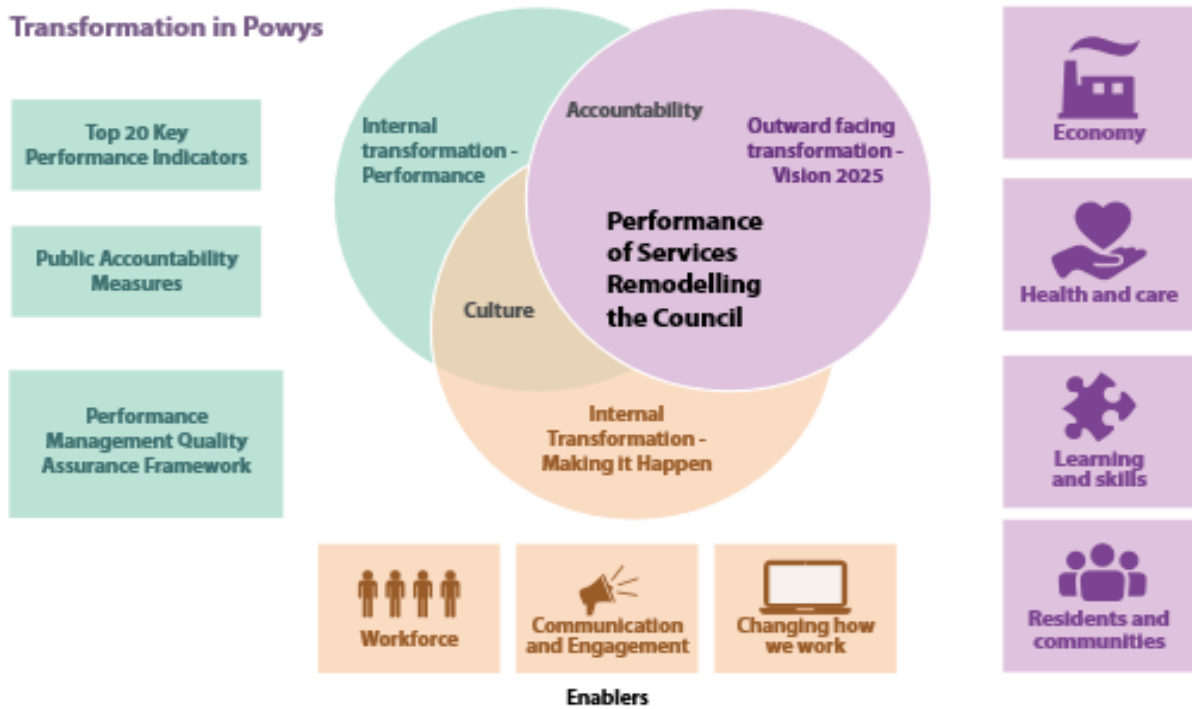 Transformation in Powys
Top 20 Key
Performance Indicators
Public Accountability
Measures
Performance
Management Quality
Assurance Framework
Internal
transformation -
Performance
Accountability
Outward facing
transformation -
Vision 2025
Performance
of Services
Remodelling
the Council
Culture
Internal
Transformation -
Making it Happen
Economy
Health and care
Learning
and skills
Residents and
communities
Workforce
Communication
and Engagement
Changing how
we work
Enablers